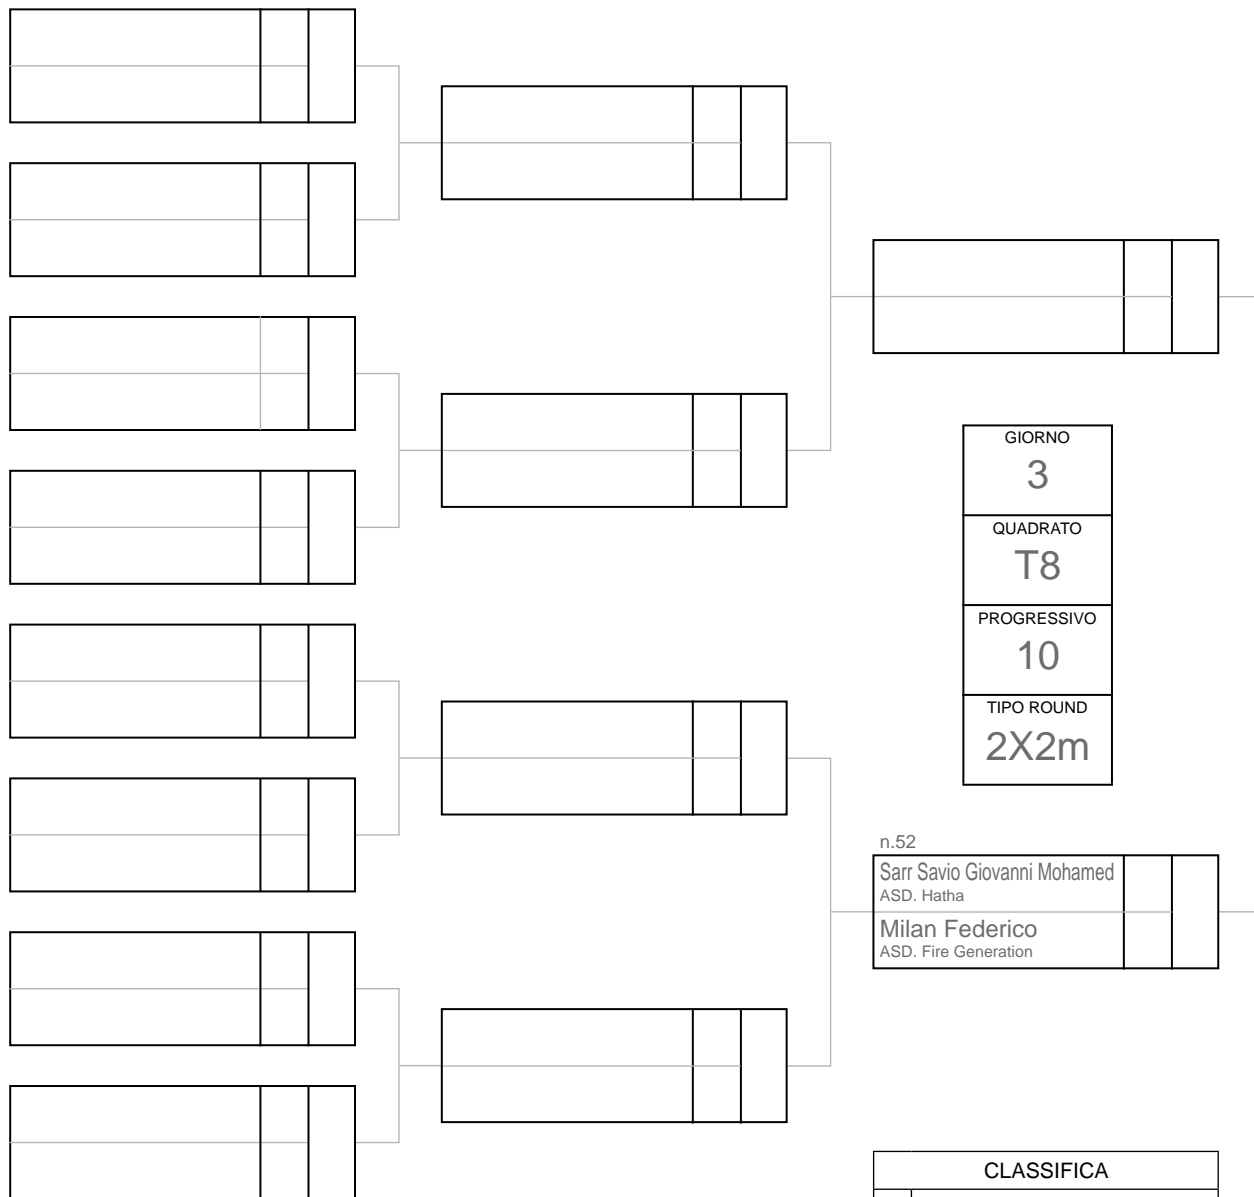 GIORNO
3
QUADRATO
T8
PROGRESSIVO
10
TIPO ROUND
2X2m
n.52
Sarr Savio Giovanni Mohamed
ASD. Hatha
Milan Federico
ASD. Fire Generation
CLASSIFICA